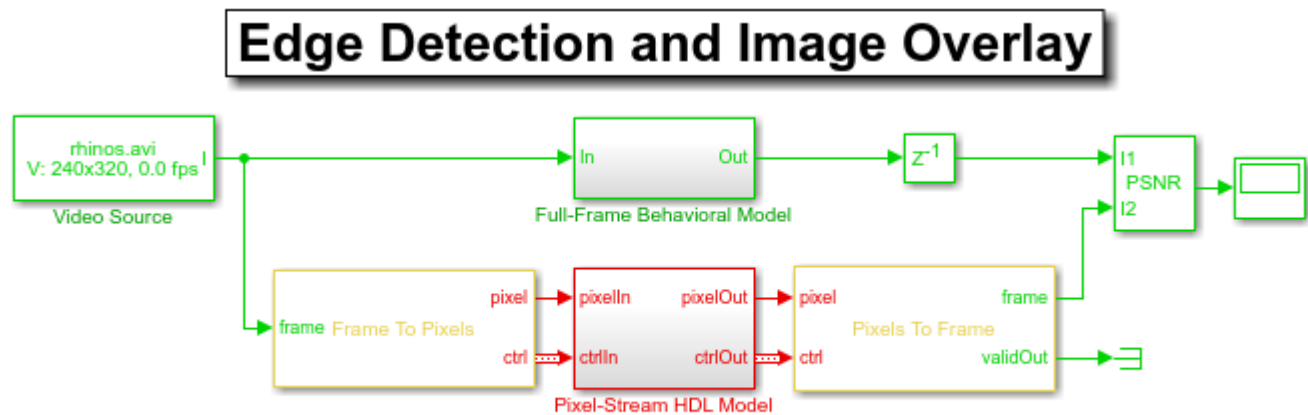 Edge Detection and Image Overlay
rhinos.avi
V: 240x320, 0.0 fps
I
Video Source
In
Out
Full-Frame Behavioral Model
Z-1
I1
PSNR
I2
frame
Frame To Pixels
pixel
ctrl
pixelIn
pixelOut
ctrlIn
ctrlOut
Pixel-Stream HDL Model
pixel
ctrl
Pixels To Frame
frame
validOut